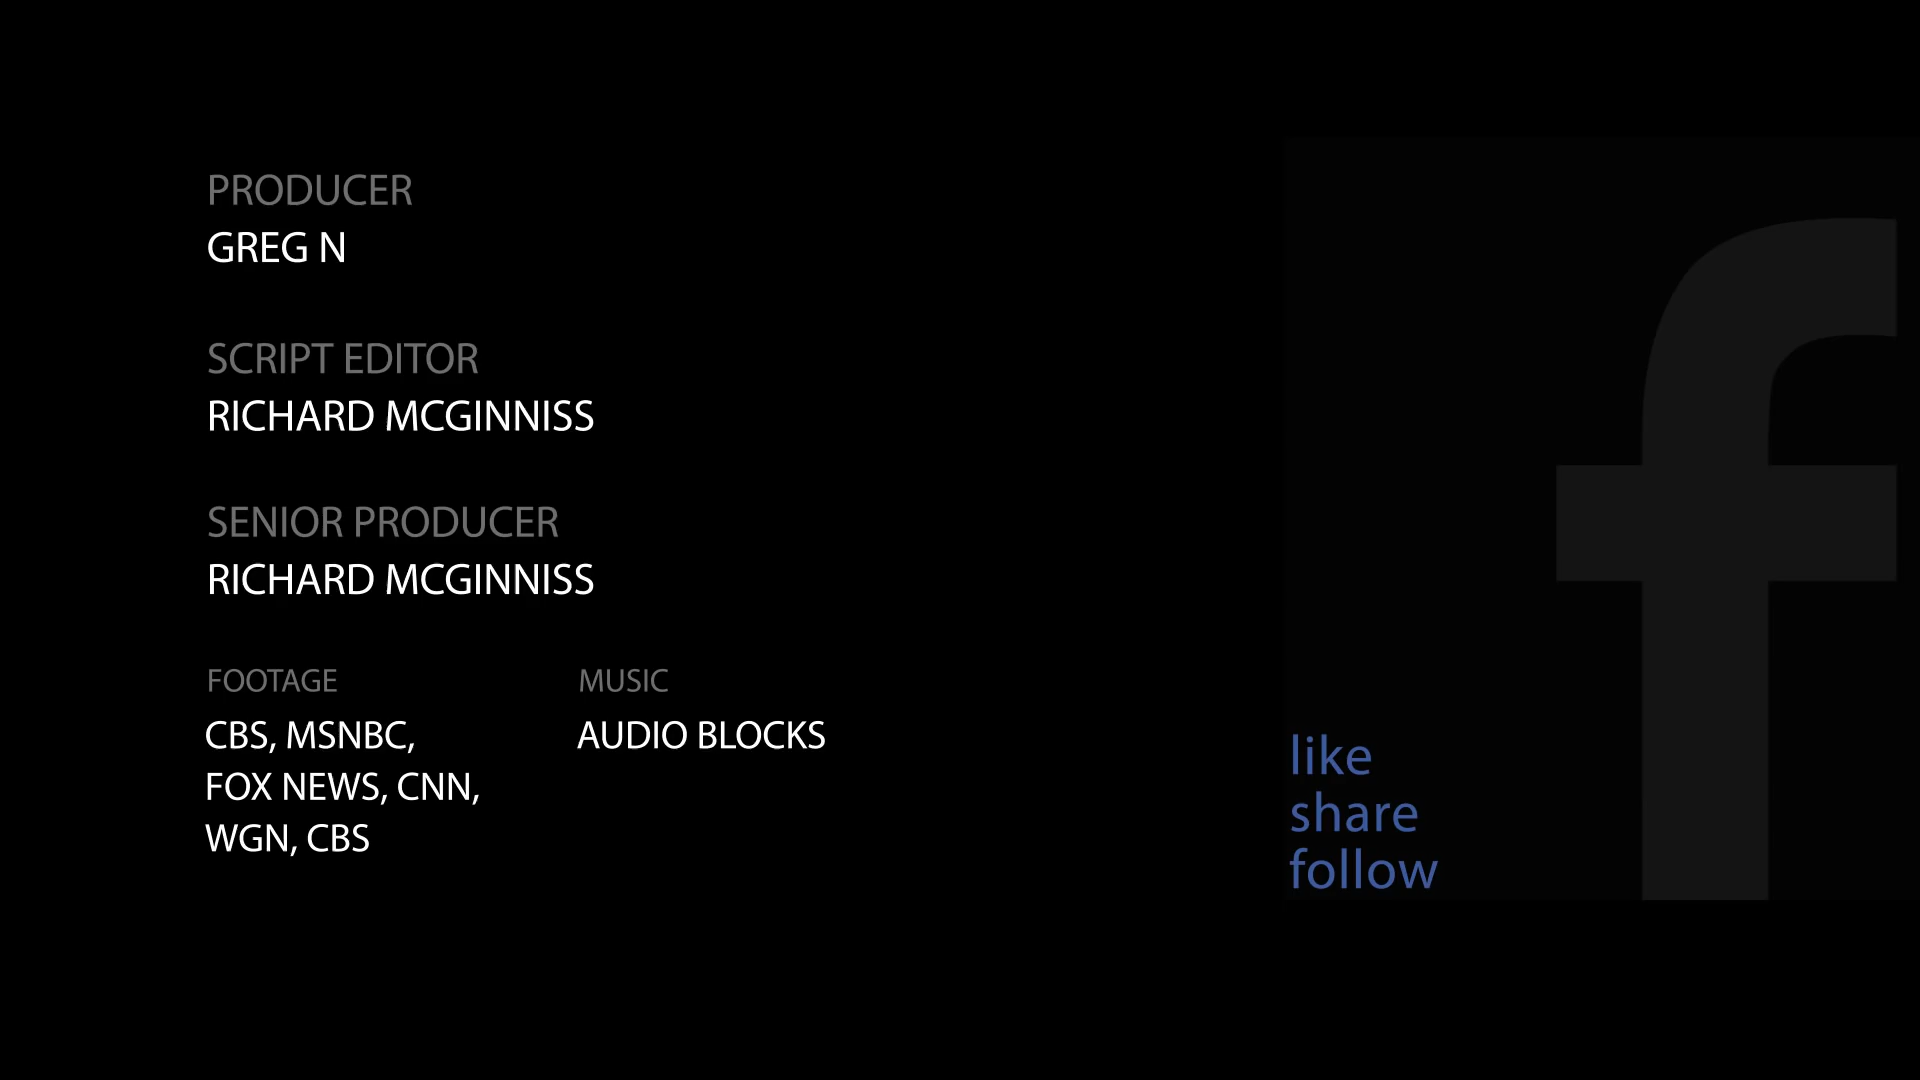 PRODUCER
GREG N
SCRIPT EDITOR
RICHARD MCGINNISS
SENIOR PRODUCER
RICHARD MCGINNISS
FOOTAGE
CBS, MSNBC,
FOX NEWS, CNN,
WGN, CBS
MUSIC
AUDIO BLOCKS
like
share
follow
f